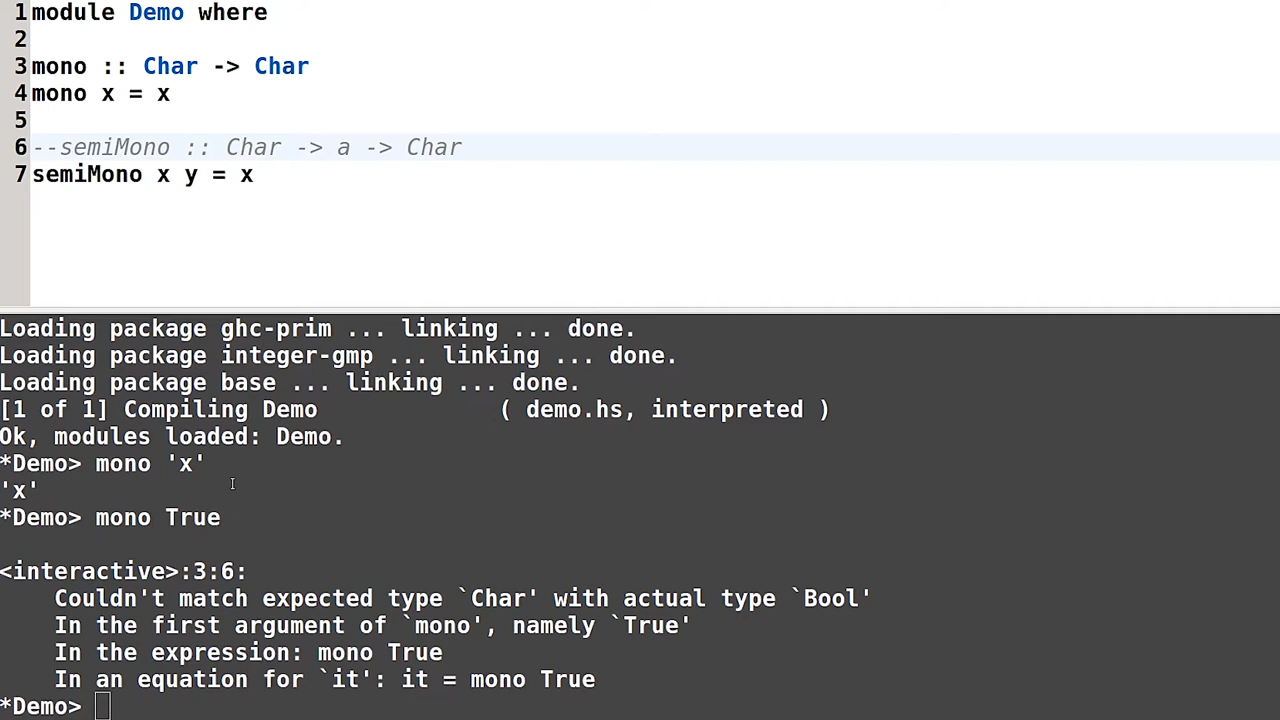 1 module Demo where
2
3 mono :: Char -> Char
4 mono x = x
5
6 --semiMono :: Char -> a -> Char
7 semiMono x y = x
Loading package ghc-prim ... linking ... done.
Loading package integer-gmp ... linking ... done.
Loading package base ... linking ... done.
[1 of 1] Compiling Demo             ( demo.hs, interpreted )
Ok, modules loaded: Demo.
*Demo> mono 'x'
'x'
*Demo> mono True
<interactive>:3:6:
    Couldn't match expected type `Char' with actual type `Bool'
    In the first argument of `mono', namely `True'
    In the expression: mono True
    In an equation for `it': it = mono True
*Demo>